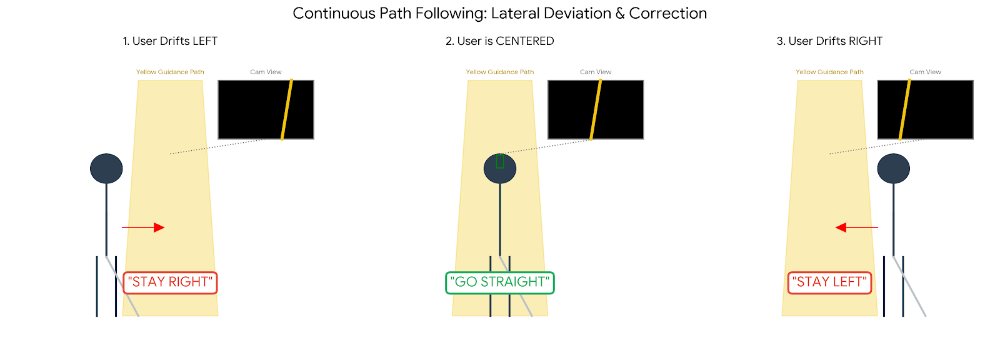 Continuous Path Following: Lateral Deviation & Correction
1. User Drifts LEFT
2. User is CENTERED
3. User Drifts RIGHT
Yellow Guidance Path
Cam View
Yellow Guidance Path
Cam View
Yellow Guidance Path
Cam View
"STAY RIGHT"
"GO STRAIGHT"
"STAY LEFT"